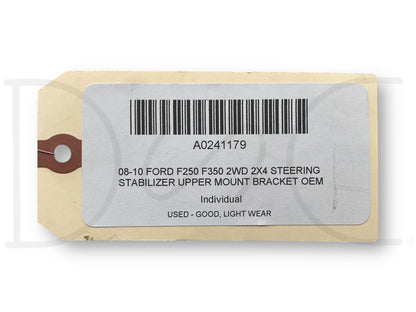 A0241179
08-10 FORD F250 F350 2WD 2X4 STEERING
STABILIZER UPPER MOUNT BRACKET OEM
Individual
USED - GOOD, LIGHT WEAR